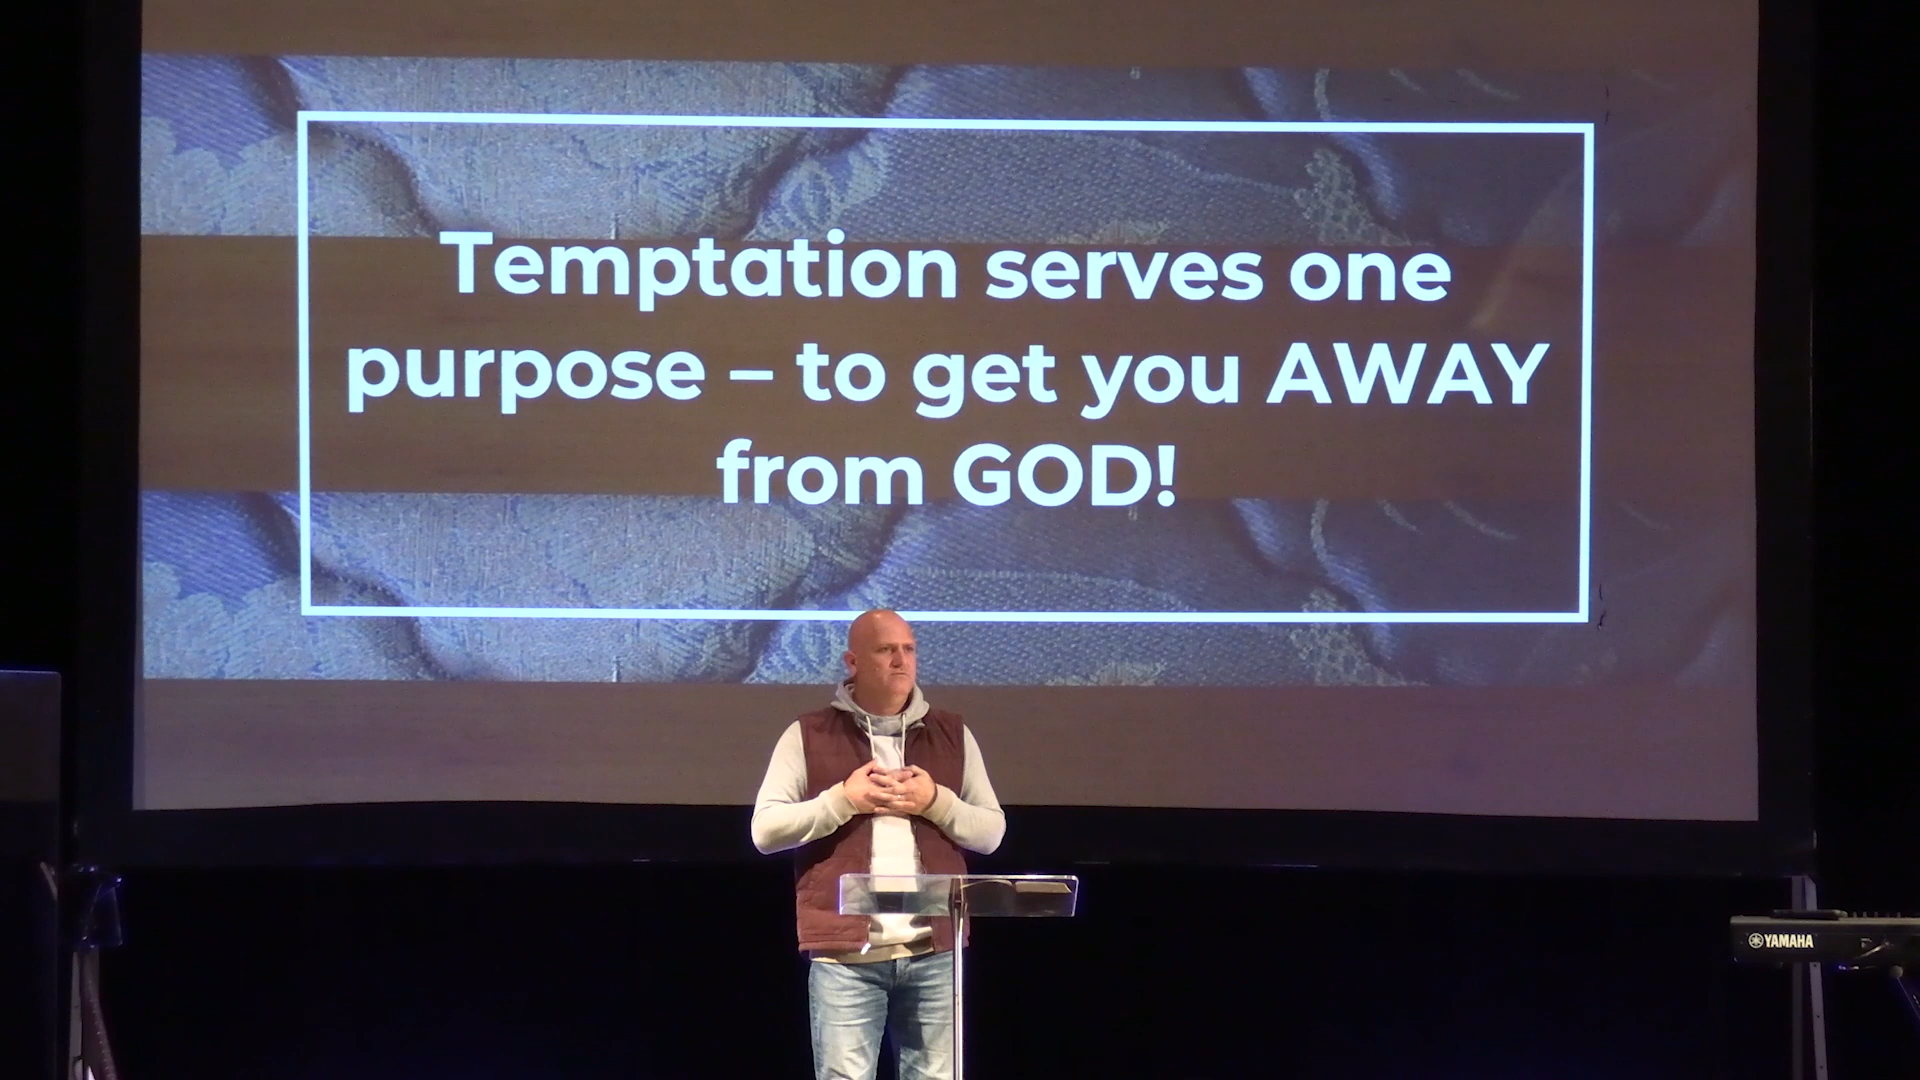 Temptation serves one
purpose – to get you AWAY
from GOD!
YAMAHA